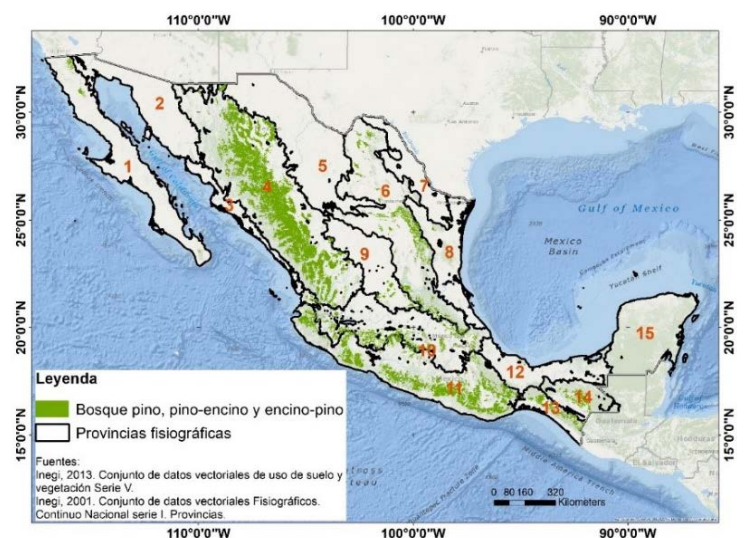 110°0'0"W 100°0'0"W 90°0'0"W
30°0'0"N
25°0'0"N
20°0'0"N
15°0'0"N
30°0'0"N
25°0'0"N
20°0'0"N
15°0'0"N
1
2
3
4
5
6
7
8
9
10
11
12
13
14
15
Gulf of Mexico
Mexico
Basin
Yucatan Shelf
Guatemala
Honduras
El Salvador
Middle America Trench
Leyenda
Bosque pino, pino-encino y encino-pino
Provincias fisiográficas
Fuentes:
Inegi, 2013. Conjunto de datos vectoriales de uso de suelo y
vegetación Serie V.
Inegi, 2001. Conjunto de datos vectoriales Fisiográficos.
Continuo Nacional serie I. Provincias.
0 80 160 320
Kilometers
110°0'0"W 100°0'0"W 90°0'0"W